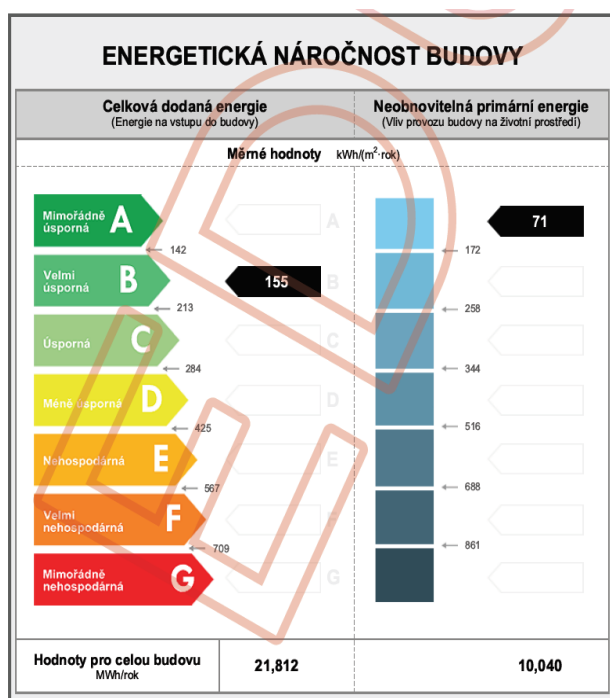 ENERGETICKÁ NÁROČNOST BUDOVY
Celková dodaná energie
(Energie na vstupu do budovy)
Neobnovitelná primární energie
(Vliv provozu budovy na životní prostředí)
Měrné hodnoty kWh/(m²·rok)
Mimořádně
úsporná
A
A
71
142
172
Velmi
úsporná
B
155
B
213
258
Úsporná
C
C
284
344
Méně úsporná
D
D
425
516
Nehospodárná
E
E
567
688
Velmi
nehospodárná
F
F
709
861
Mimořádně
nehospodárná
G
G
Hodnoty pro celou budovu
MWh/rok
21,812
10,040